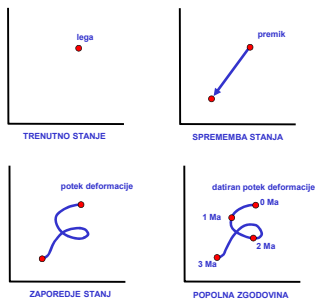 lega
TRENUTNO STANJE
premik
SPREMEMBA STANJA
potek deformacije
ZAPOREDJE STANJ
datiran potek deformacije
0 Ma
1 Ma
2 Ma
3 Ma
POPOLNA ZGODOVINA